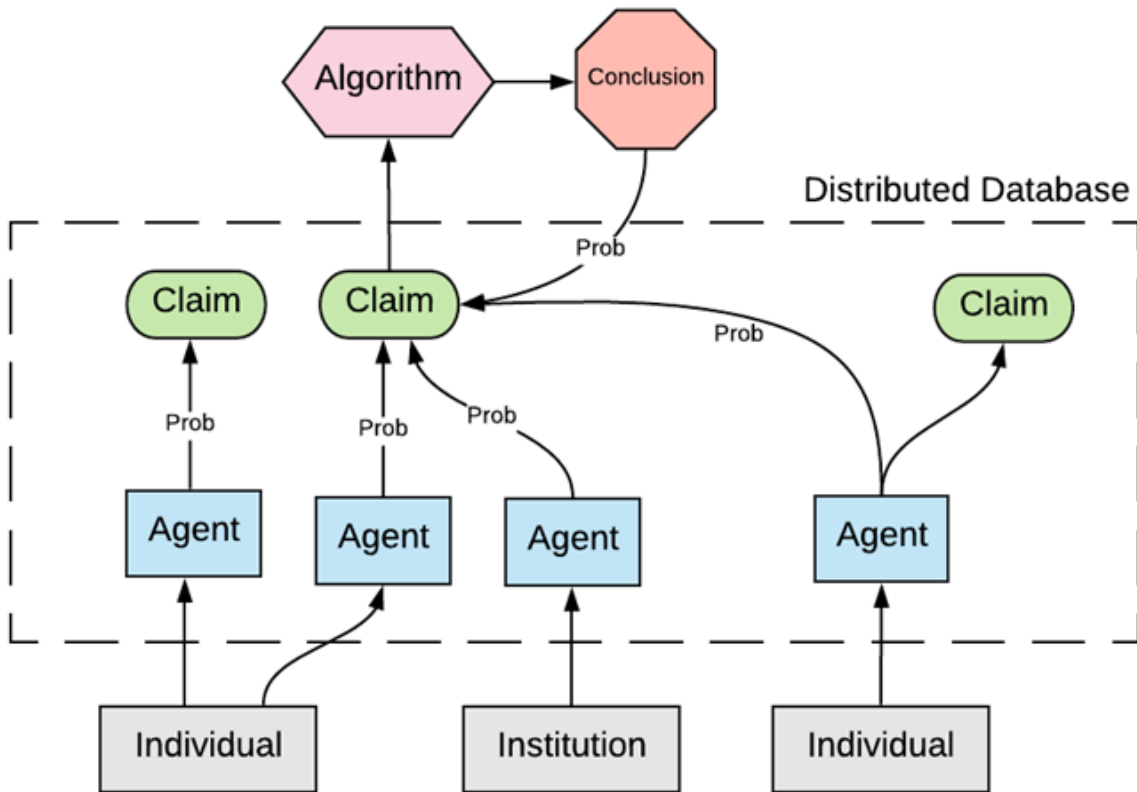 Algorithm
Conclusion
Distributed Database
Prob
Claim
Claim
Claim
Prob
Prob
Prob
Prob
Agent
Agent
Agent
Agent
Individual
Institution
Individual